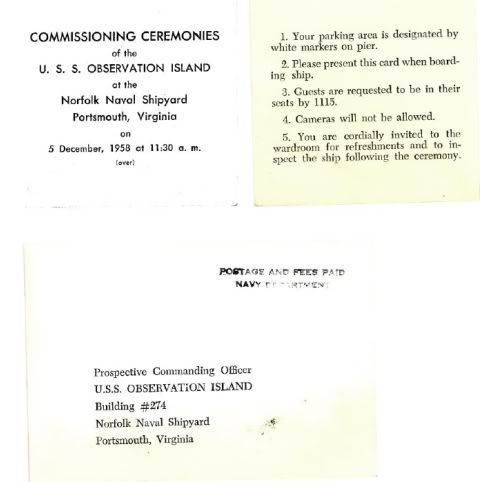 COMMISSIONING CEREMONIES
of the
U. S. S. OBSERVATION ISLAND
at the
Norfolk Naval Shipyard
Portsmouth, Virginia
on
5 December, 1958 at 11:30 a. m.
(over)
1. Your parking area is designated by
white markers on pier.
2. Please present this card when board-
ing ship.
3. Guests are requested to be in their
seats by 1115.
4. Cameras will not be allowed.
5. You are cordially invited to the
wardroom for refreshments and to in-
spect the ship following the ceremony.
POSTAGE AND FEES PAID
NAVY DEPARTMENT
Prospective Commanding Officer
U.S.S. OBSERVATION ISLAND
Building #274
Norfolk Naval Shipyard
Portsmouth, Virginia